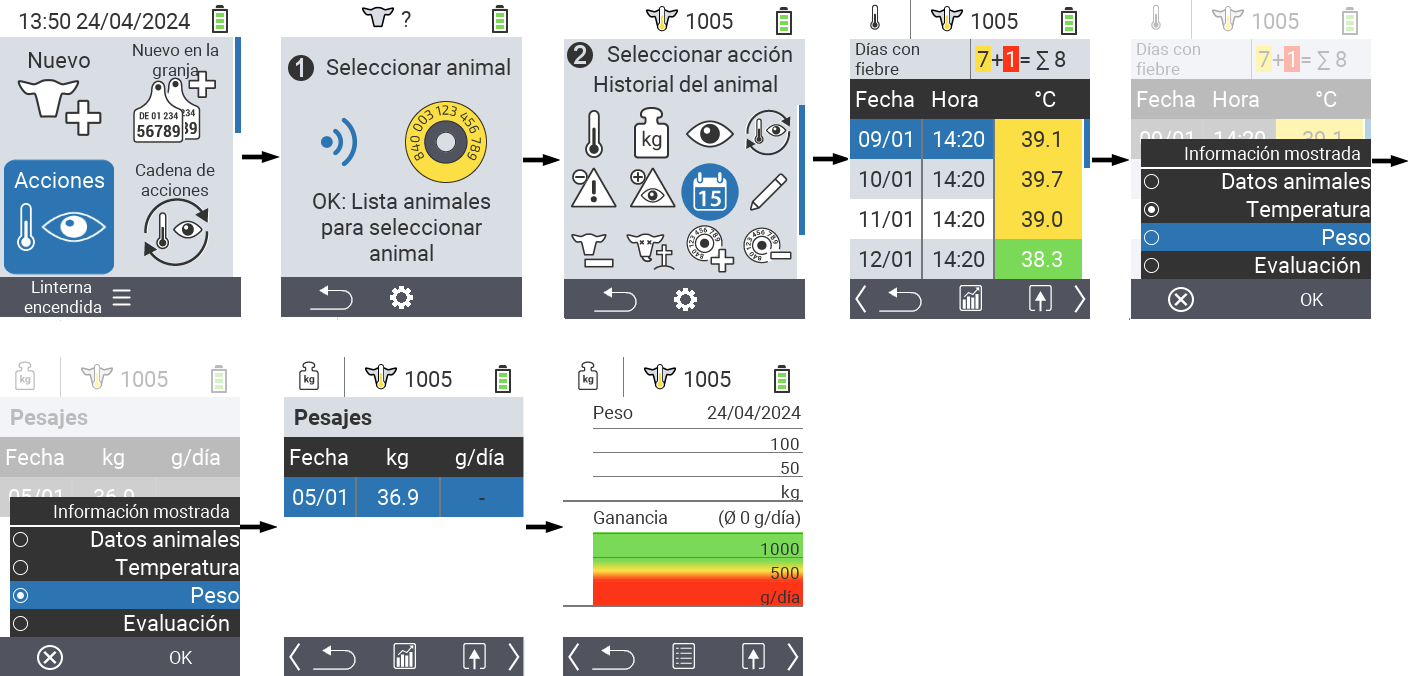 13:50 24/04/2024
Nuevo
Nuevo en la
granja
DE 01 234
56789
234
89
Acciones
Cadena de
acciones
Linterna
encendida
?
1 Seleccionar animal
840 003 123 456 789
OK: Lista animales
para seleccionar
animal
1005
2 Seleccionar acción
Historial del animal
kg
15
1005
Días con
fiebre
7+1= ∑ 8
Fecha Hora °C
09/01 14:20 39.1
10/01 14:20 39.7
11/01 14:20 39.0
12/01 14:20 38.3
1005
Días con
fiebre
7+1= ∑ 8
Fecha Hora °C
09/01 14:20 39.1
Información mostrada
Datos animales
Temperatura
Peso
Evaluación
OK
kg
1005
Pesajes
Fecha kg g/día
05/01 36.9
Información mostrada
Datos animales
Temperatura
Peso
Evaluación
OK
kg
1005
Pesajes
Fecha kg g/día
05/01 36.9 -
kg
1005
Peso 24/04/2024
100
50
kg
Ganancia (Ø 0 g/día)
1000
500
g/día